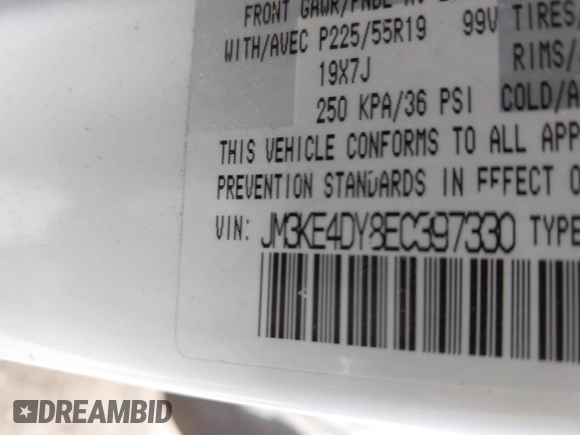 FRONT GAWR/PNBE AV
WITH/AVEC P225/55R19 99V TIRES
19X7J RIMS/
250 KPA/36 PSI COLD/A
THIS VEHICLE CONFORMS TO ALL APP
PREVENTION STANDARDS IN EFFECT O
VIN: JM3KE4DY8EC397330 TYPE
DREAMBID